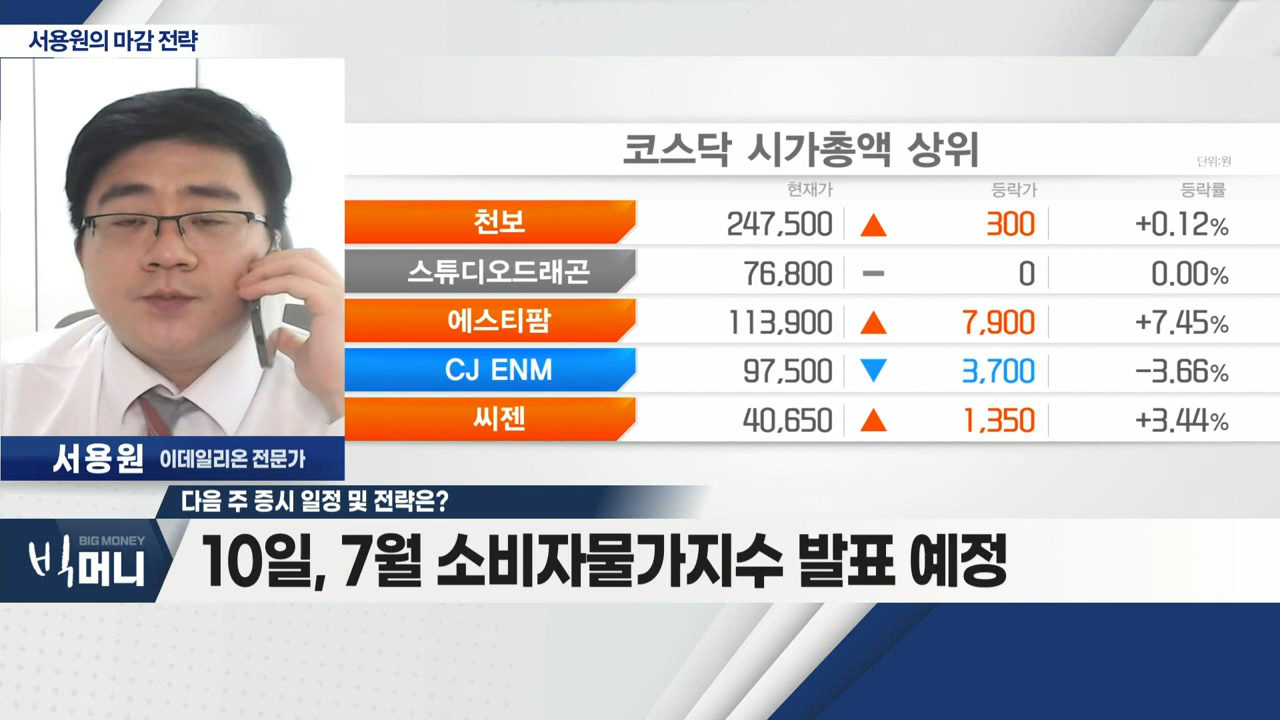 서용원의 마감 전략
코스닥 시가총액 상위
단위:원
현재가 등락가 등락률
천보 247,500 ▲ 300 +0.12%
스튜디오드래곤 76,800 － 0 0.00%
에스티팜 113,900 ▲ 7,900 +7.45%
CJ ENM 97,500 ▼ 3,700 -3.66%
씨젠 40,650 ▲ 1,350 +3.44%
서용원 이데일리온 전문가
다음 주 증시 일정 및 전략은?
BIG MONEY
빅머니
10일, 7월 소비자물가지수 발표 예정